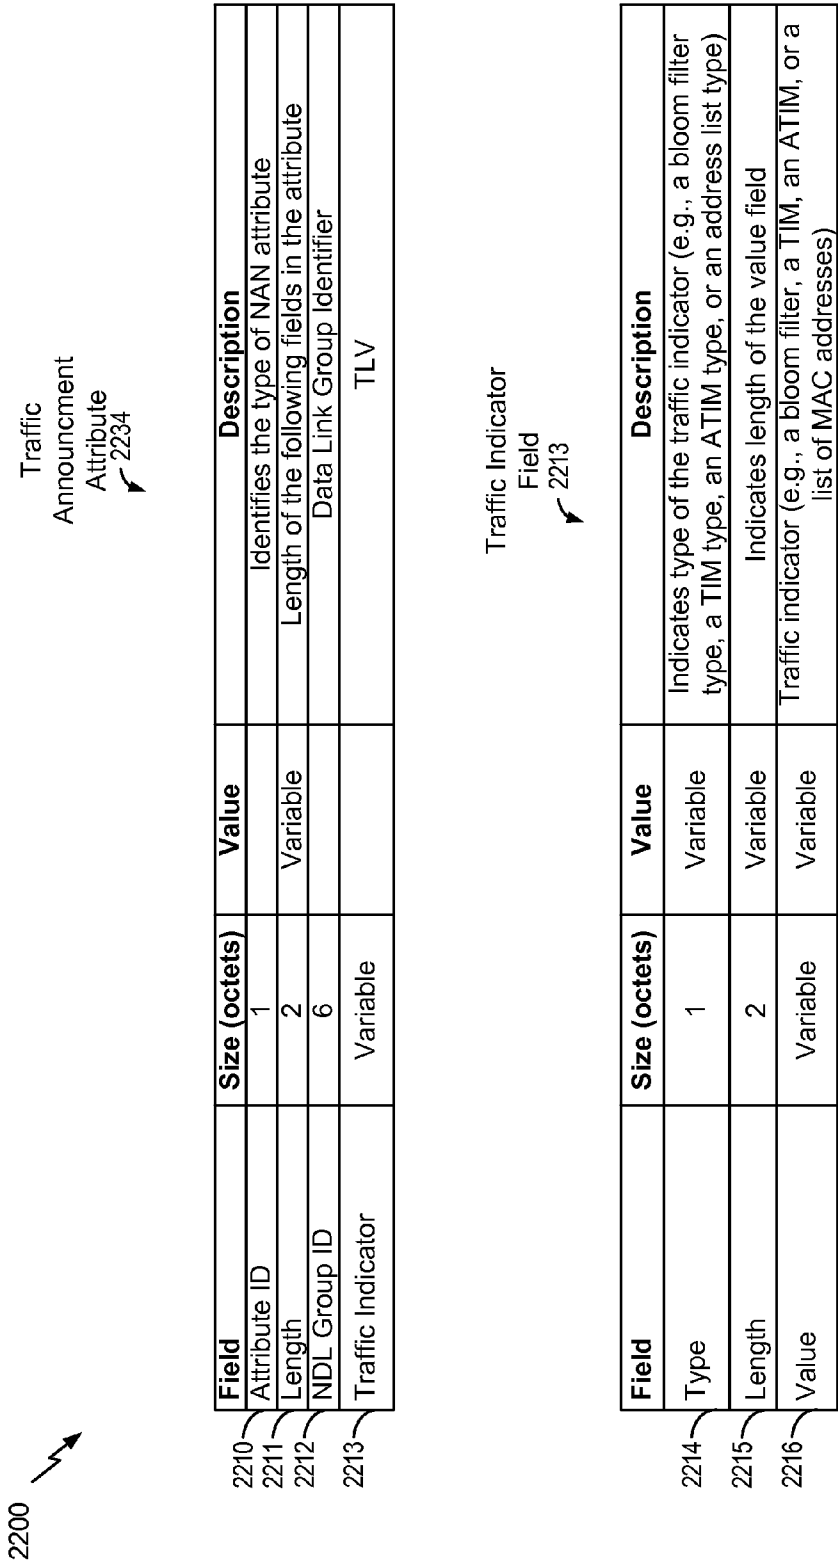 2200
Traffic
Announcment
Attribute
2234
Field Size (octets) Value Description
2210 Attribute ID 1 Identifies the type of NAN attribute
2211 Length 2 Variable Length of the following fields in the attribute
2212 NDL Group ID 6 Data Link Group Identifier
2213 Traffic Indicator Variable TLV
Traffic Indicator
Field
2213
Field Size (octets) Value Description
2214 Type 1 Variable Indicates type of the traffic indicator (e.g., a bloom filter
type, a TIM type, an ATIM type, or an address list type)
2215 Length 2 Variable Indicates length of the value field
2216 Value Variable Variable Traffic indicator (e.g., a bloom filter, a TIM, an ATIM, or a
list of MAC addresses)